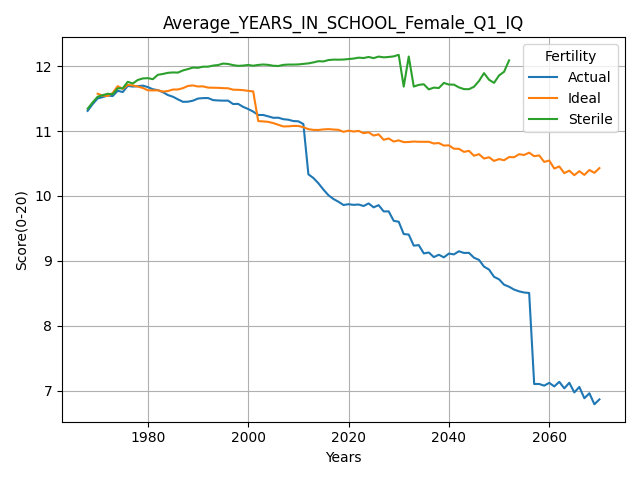 Average_YEARS_IN_SCHOOL_Female_Q1_IQ
Fertility
Actual
Ideal
Sterile
Score(0-20)
12
11
10
9
8
7
1980
2000
2020
2040
2060
Years